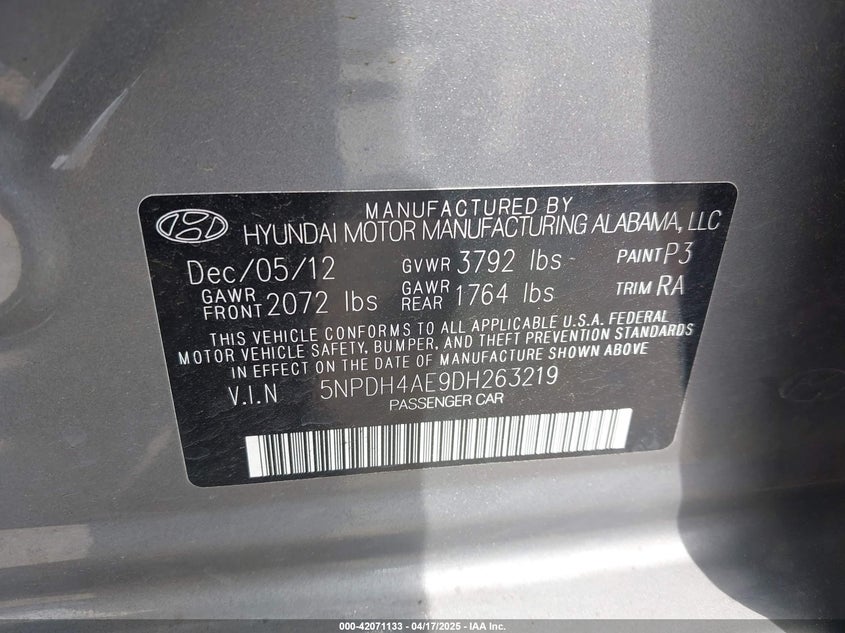 MANUFACTURED BY
HYUNDAI MOTOR MANUFACTURING ALABAMA, LLC
Dec/05/12 GVWR 3792 lbs PAINT P3
GAWR FRONT 2072 lbs GAWR REAR 1764 lbs TRIM RA
THIS VEHICLE CONFORMS TO ALL APPLICABLE U.S.A. FEDERAL
MOTOR VEHICLE SAFETY, BUMPER, AND THEFT PREVENTION STANDARDS
IN EFFECT ON THE DATE OF MANUFACTURE SHOWN ABOVE
V.I.N 5NPDH4AE9DH263219
PASSENGER CAR
000-42071133 - 04/17/2025 - IAA Inc.